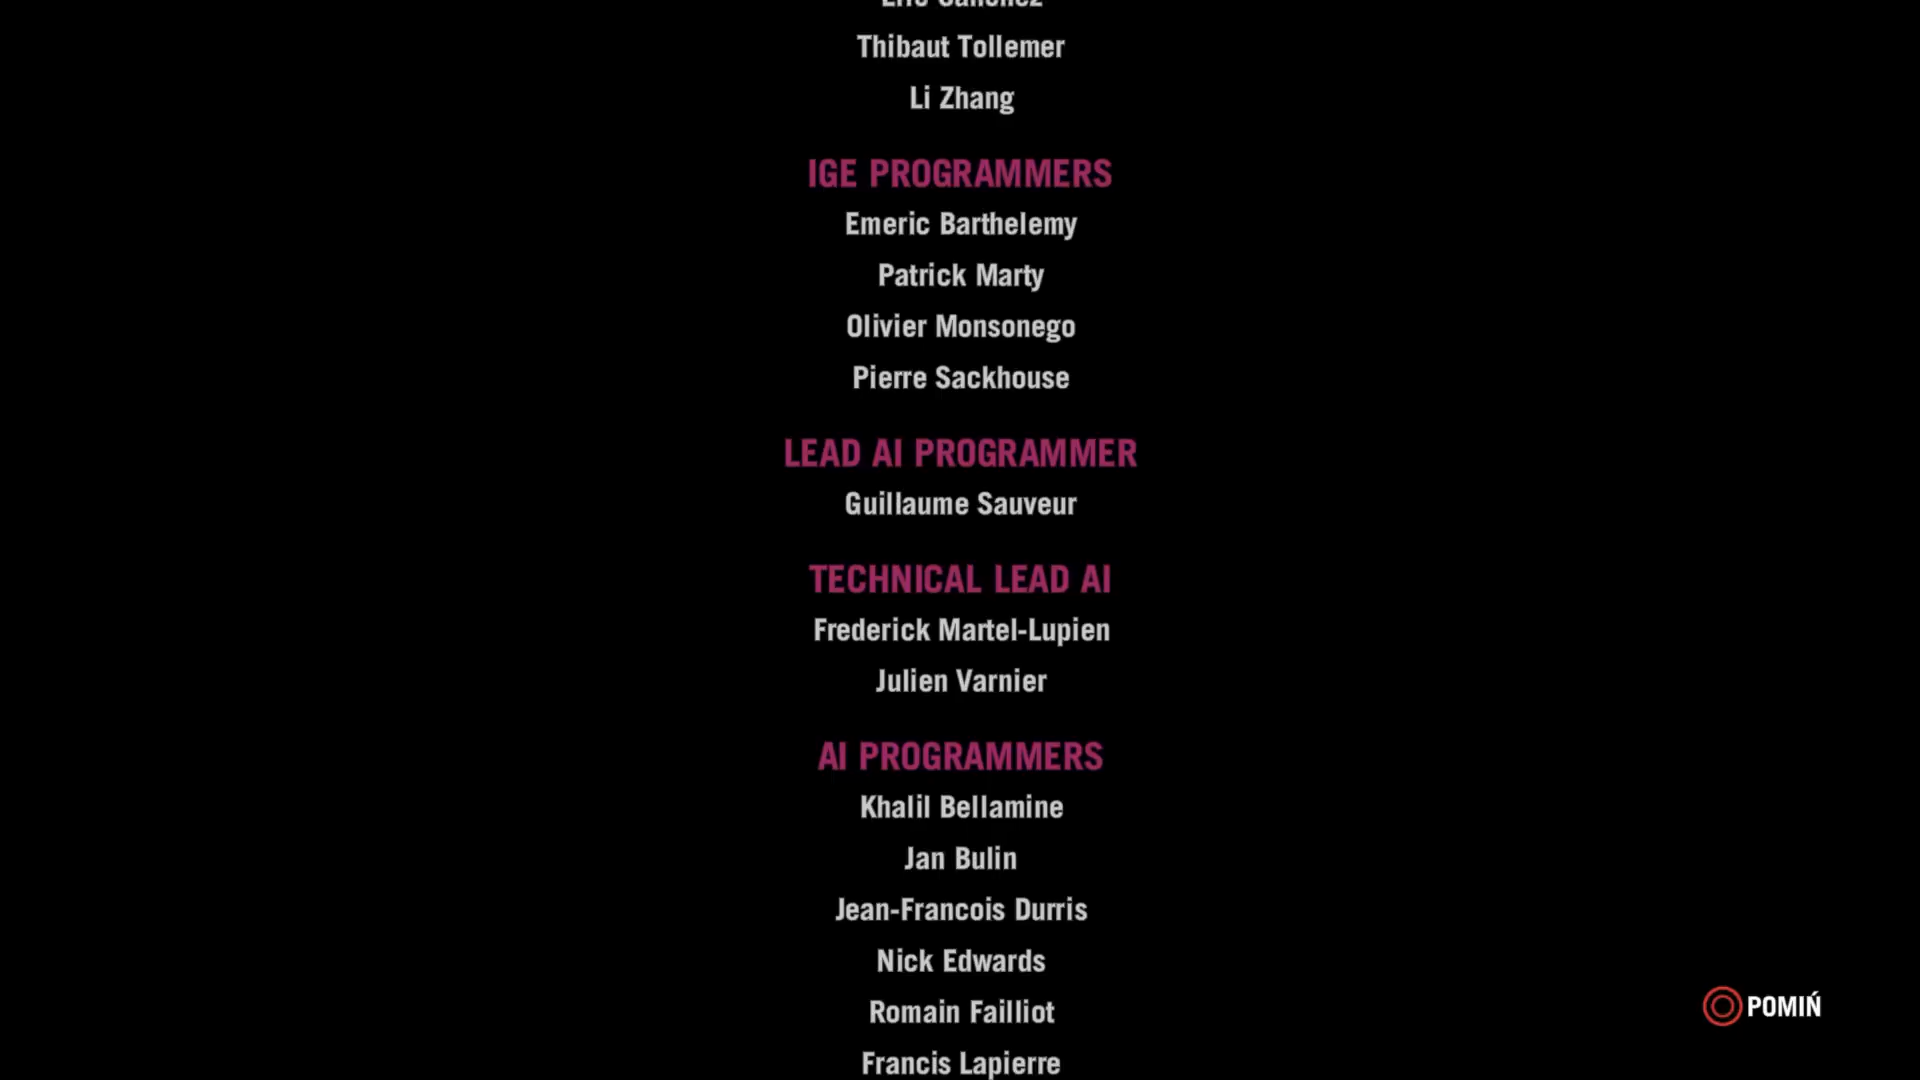 Thibaut Tollemer
Li Zhang
IGE PROGRAMMERS
Emeric Barthelemy
Patrick Marty
Olivier Monsonego
Pierre Sackhouse
LEAD AI PROGRAMMER
Guillaume Sauveur
TECHNICAL LEAD AI
Frederick Martel-Lupien
Julien Varnier
AI PROGRAMMERS
Khalil Bellamine
Jan Bulin
Jean-Francois Durris
Nick Edwards
Romain Failliot
POMIŃ
Francis Lapierre